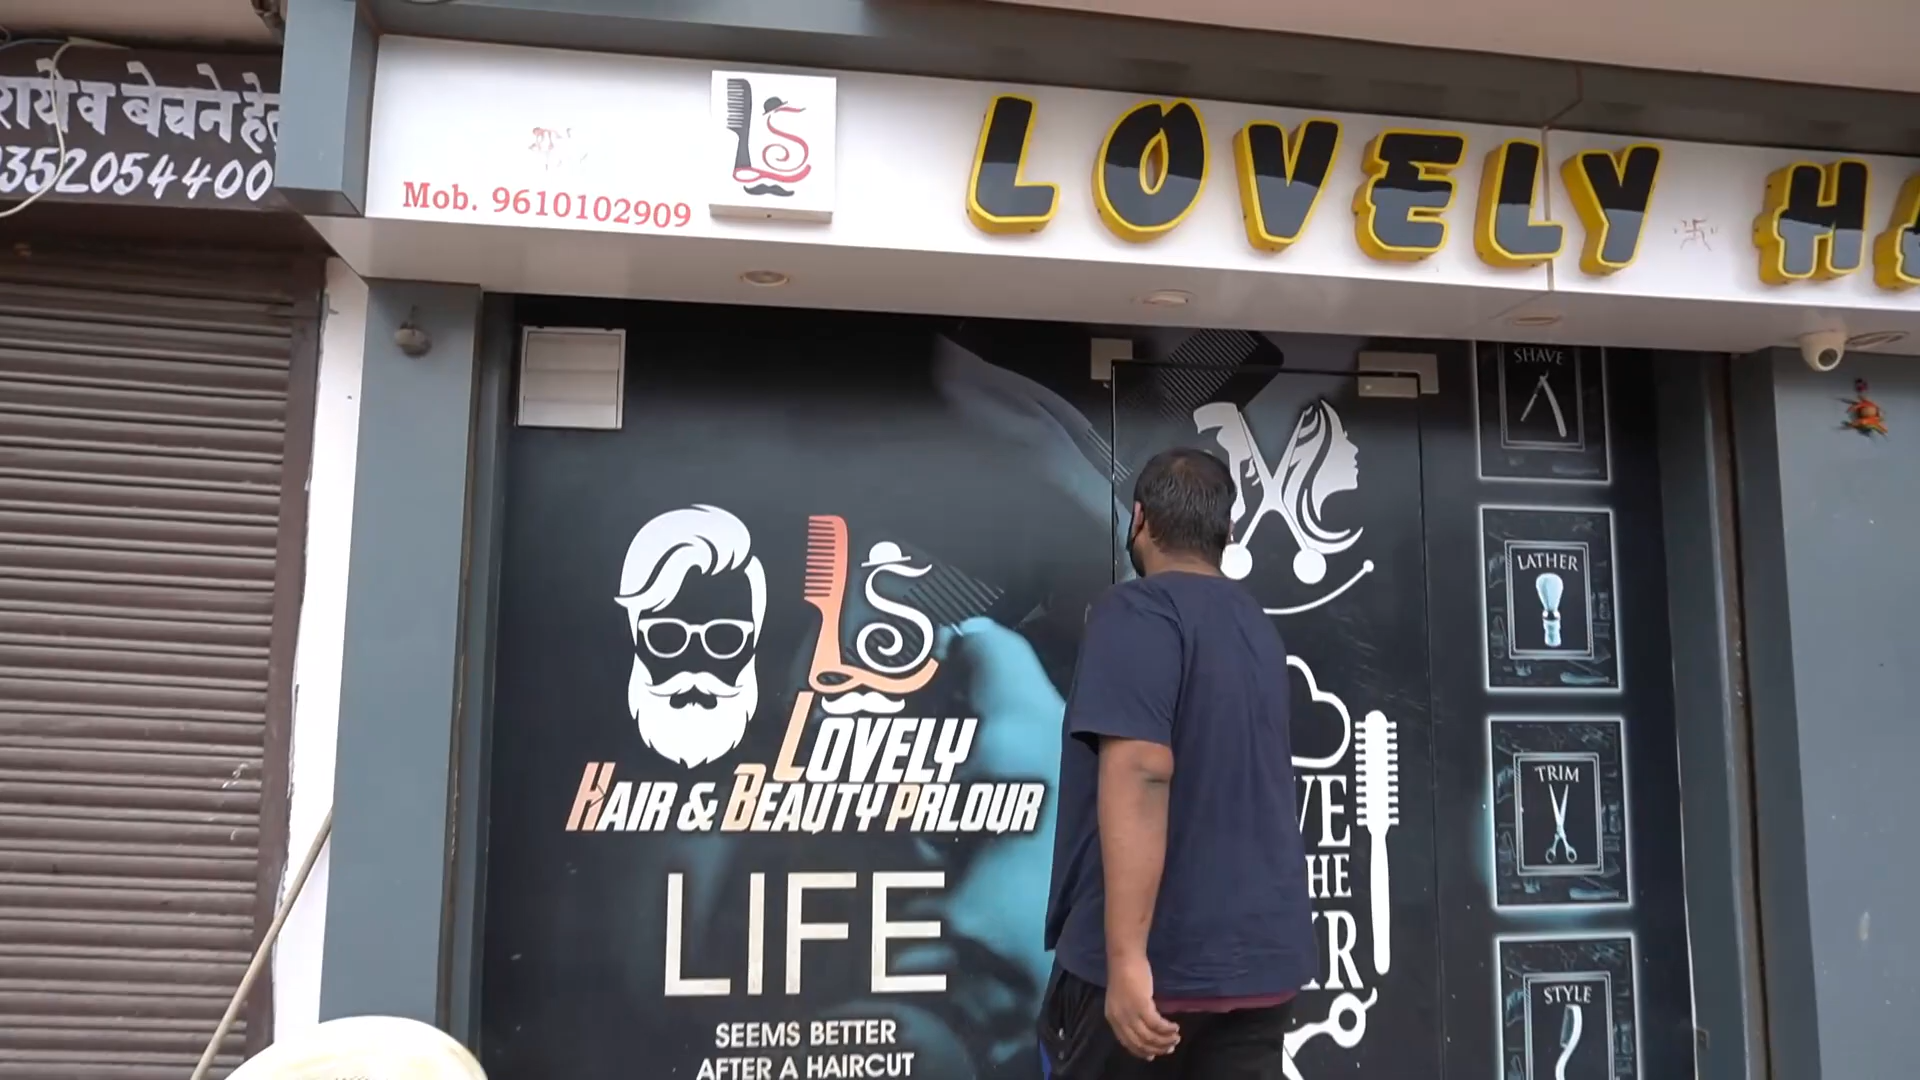 व बेचने हेतु
352054400
Mob. 9610102909
LS
LOVELY
LS
LOVELY
HAIR & BEAUTY PRLOUR
LIFE
SEEMS BETTER
AFTER A HAIRCUT
SHAVE
LATHER
TRIM
STYLE